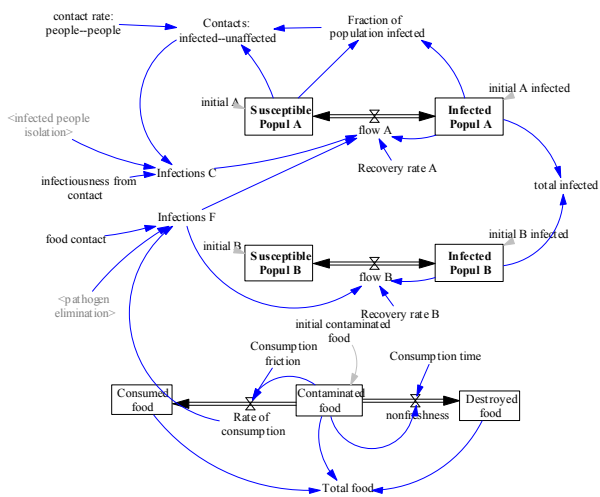 contact rate:
people--people
Contacts:
infected--unaffected
Fraction of
population infected
initial A
Susceptible
Popul A
Infected
Popul A
initial A infected
flow A
<infected people
isolation>
Recovery rate A
Infections C
infectiousness from
contact
total infected
Infections F
food contact
initial B
Susceptible
Popul B
Infected
Popul B
initial B infected
flow B
<pathogen
elimination>
Recovery rate B
initial contaminated
food
Consumption
friction
Consumption time
Consumed
food
Rate of
consumption
Contaminated
food
nonfreshness
Destroyed
food
Total food